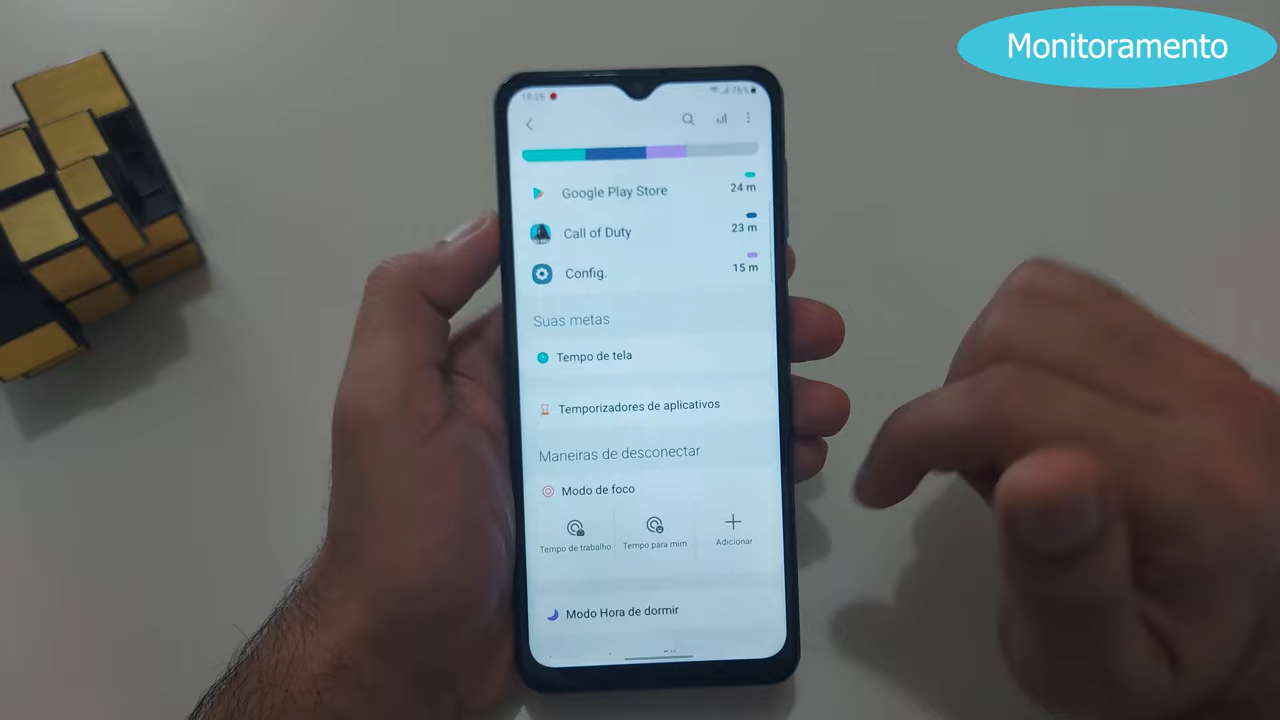 Monitoramento
76%
Google Play Store
24 m
Call of Duty
23 m
Config.
15 m
Suas metas
Tempo de tela
Temporizadores de aplicativos
Maneiras de desconectar
Modo de foco
Tempo de trabalho
Tempo para mim
Adicionar
Modo Hora de dormir